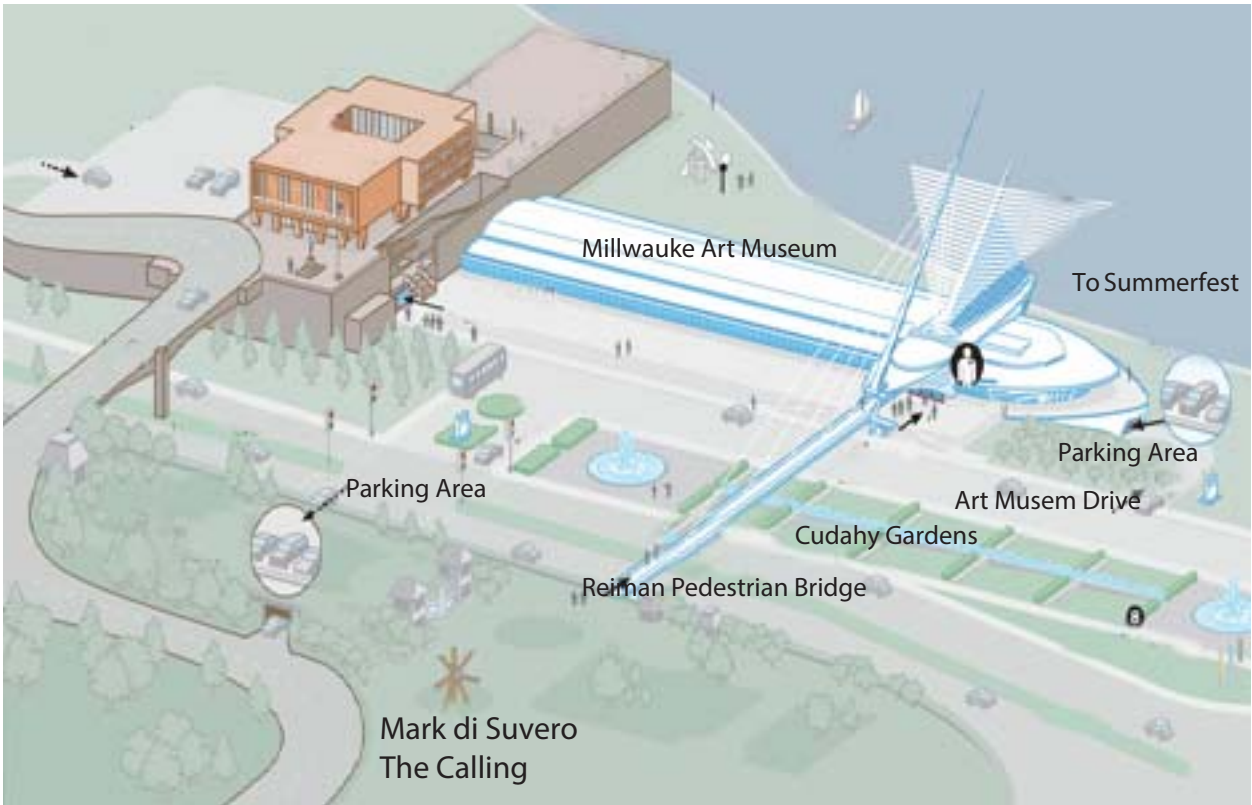 Millwauke Art Museum
To Summerfest
Parking Area
Parking Area
Art Musem Drive
Cudahy Gardens
Reiman Pedestrian Bridge
Mark di Suvero
The Calling